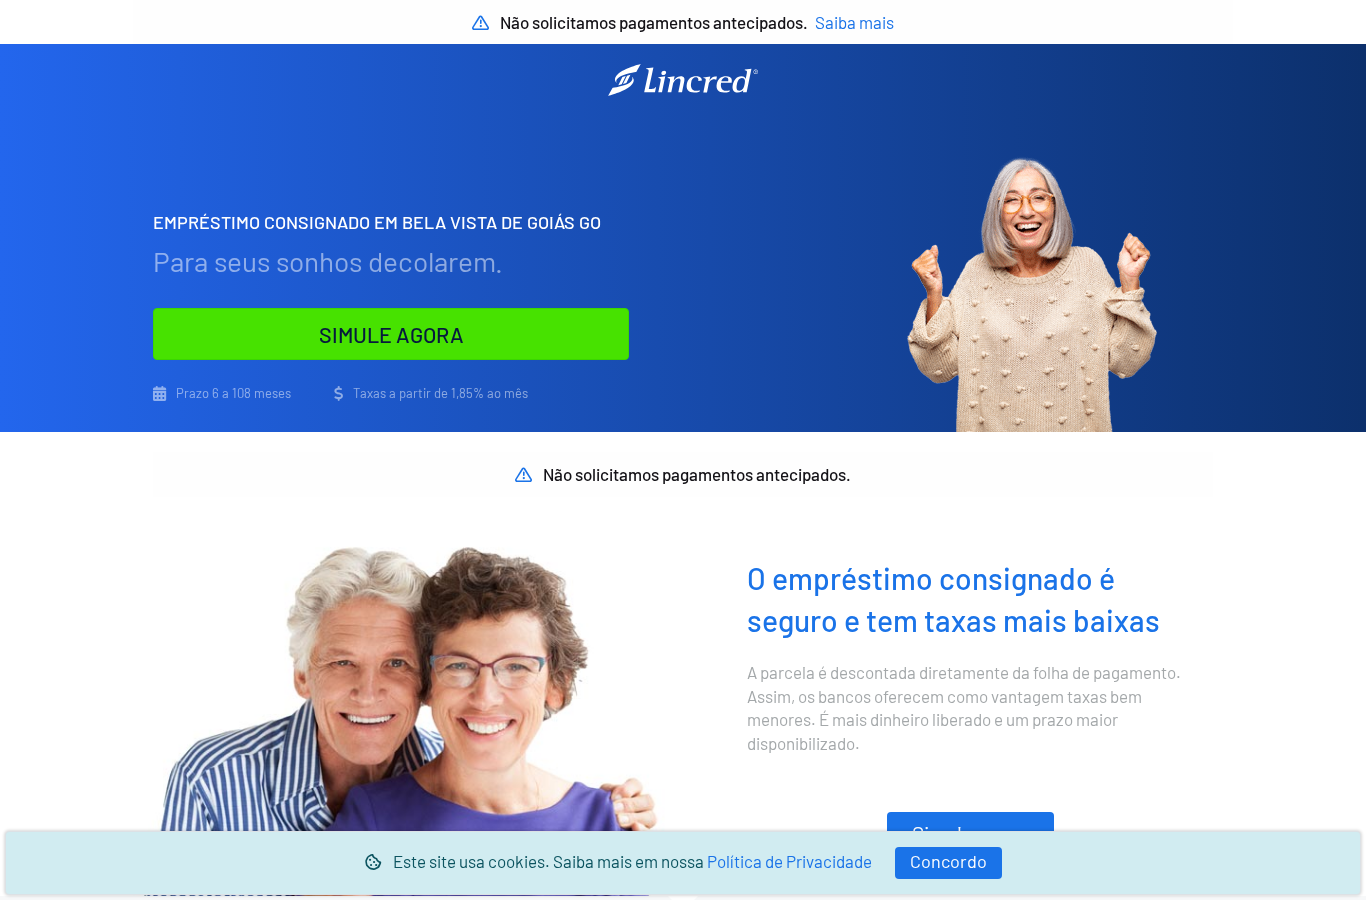 Não solicitamos pagamentos antecipados. Saiba mais
Lincred®
EMPRÉSTIMO CONSIGNADO EM BELA VISTA DE GOIÁS GO
Para seus sonhos decolarem.
SIMULE AGORA
Prazo 6 a 108 meses
Taxas a partir de 1,85% ao mês
Não solicitamos pagamentos antecipados.
O empréstimo consignado é
seguro e tem taxas mais baixas
A parcela é descontada diretamente da folha de pagamento.
Assim, os bancos oferecem como vantagem taxas bem
menores. É mais dinheiro liberado e um prazo maior
disponibilizado.
Este site usa cookies. Saiba mais em nossa Política de Privacidade
Concordo